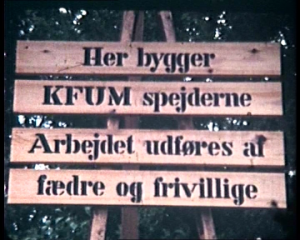 Her bygger
KFUM spejderne
Arbejdet udføres af
fædre og frivillige